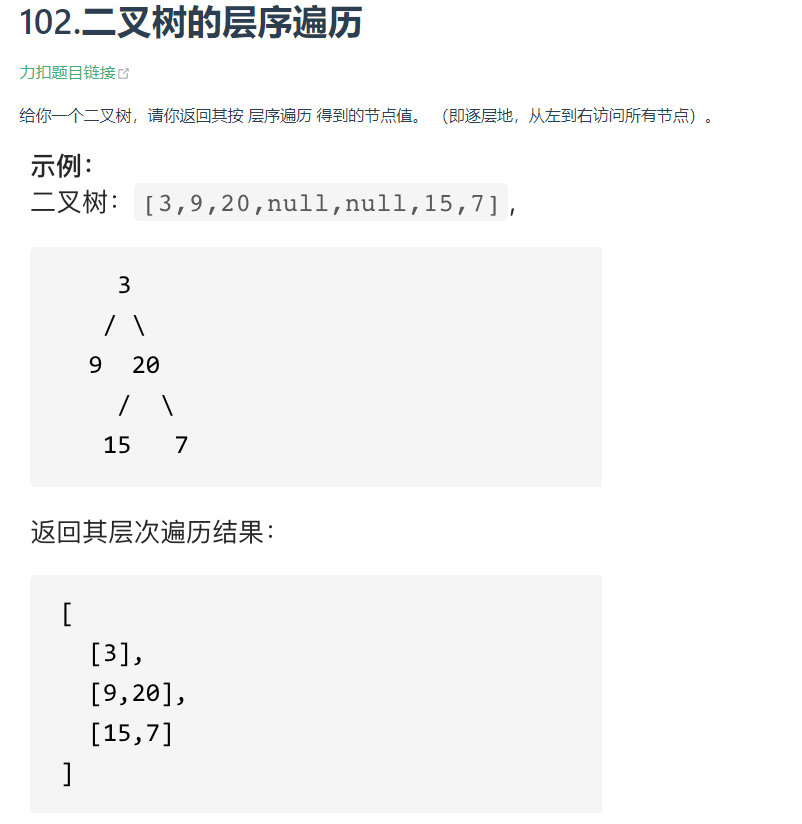 102.二叉树的层序遍历
力扣题目链接
给你一个二叉树，请你返回其按 层序遍历 得到的节点值。 （即逐层地，从左到右访问所有节点）。
示例：
二叉树：[3,9,20,null,null,15,7],
3
/ \
9 20
/ \
15 7
返回其层次遍历结果：
[
[3],
[9,20],
[15,7]
]